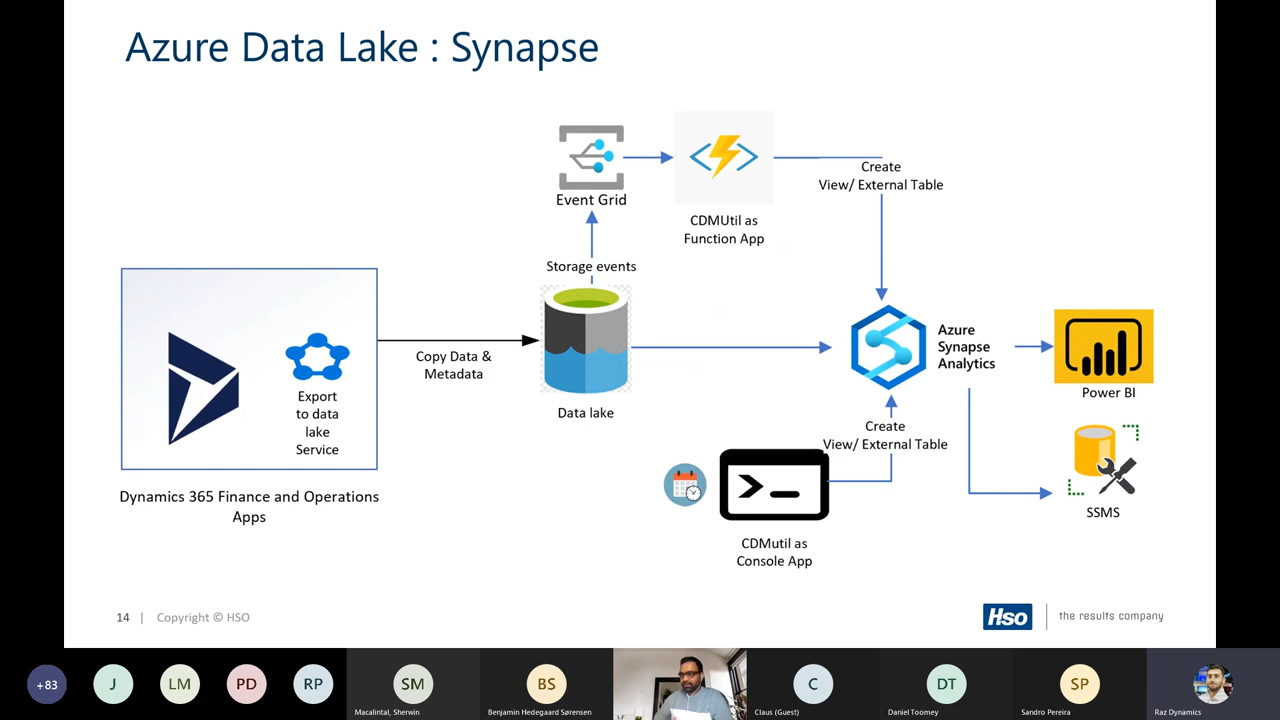 Azure Data Lake : Synapse
Event Grid
CDMUtil as
Function App
Create
View/ External Table
Storage events
Export
to data
lake
Service
Copy Data &
Metadata
Data lake
Azure
Synapse
Analytics
Power BI
Create
View/ External Table
SSMS
CDMutil as
Console App
Dynamics 365 Finance and Operations
Apps
14 | Copyright © HSO
Hso | the results company
+83
J
LM
PD
RP
SM
Macalintal, Sherwin
BS
Benjamin Hedegaard Sørensen
C
Claus (Guest)
DT
Daniel Toomey
SP
Sandro Pereira
Raz Dynamics